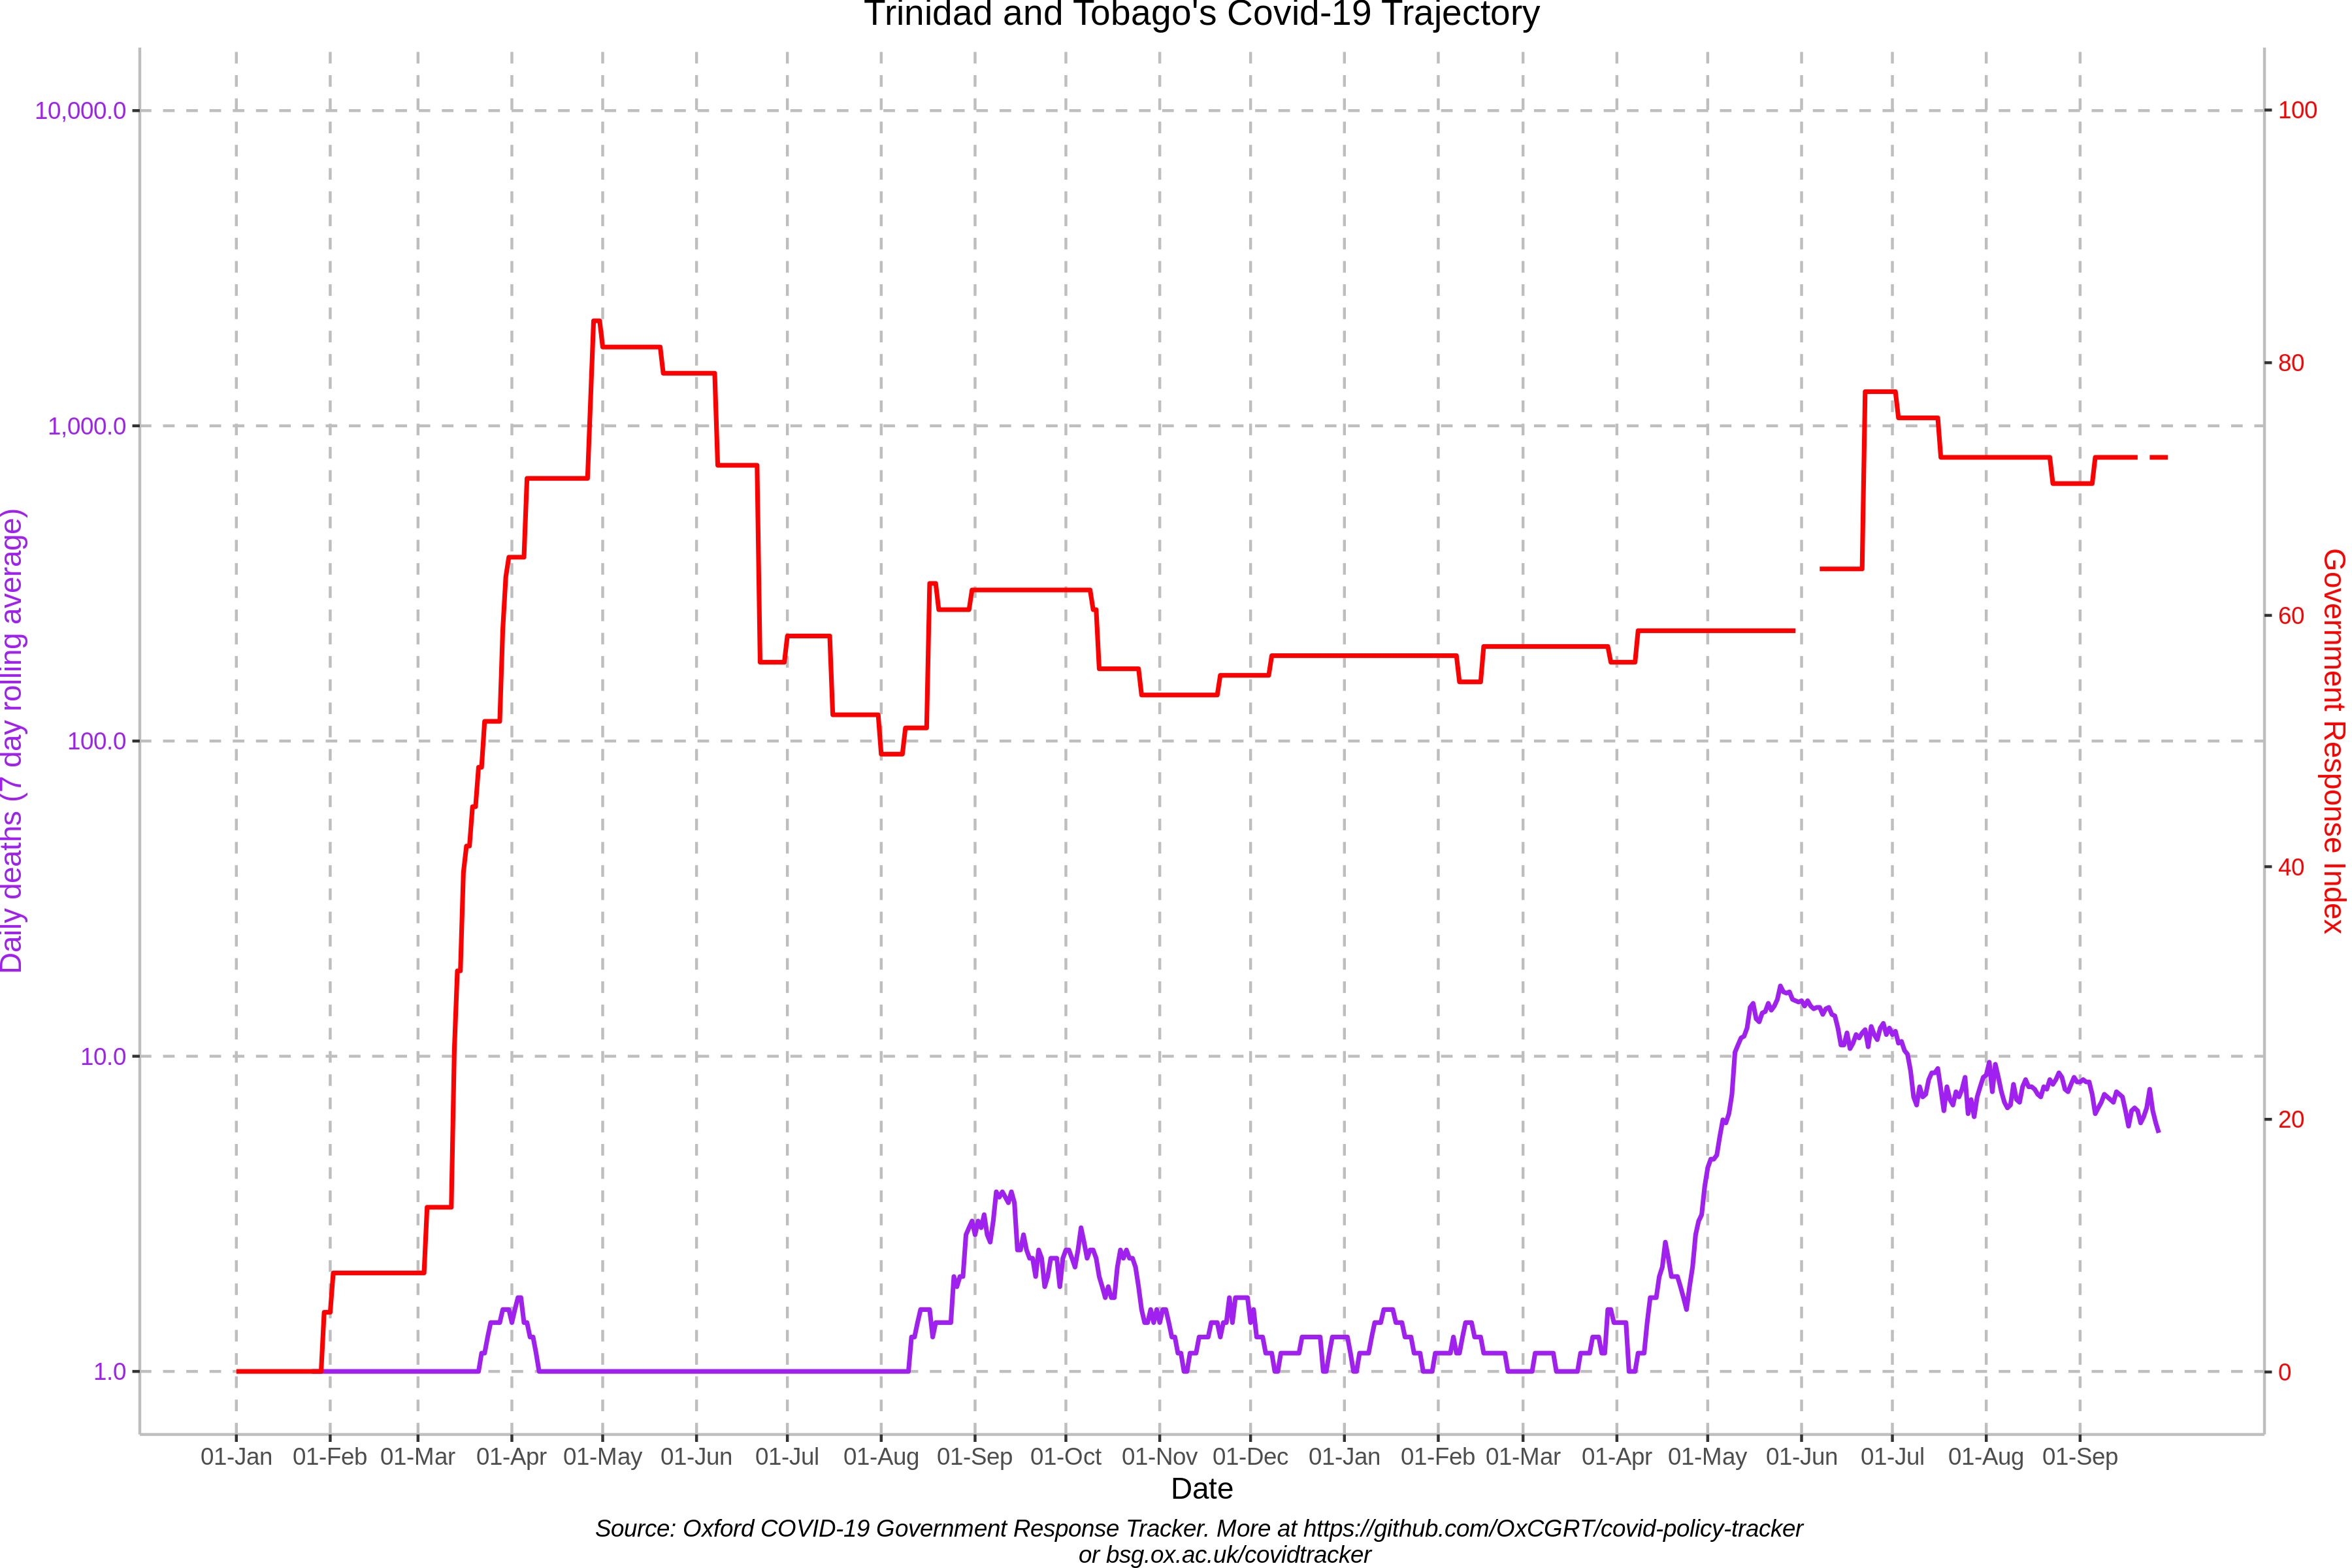 Trinidad and Tobago's Covid-19 Trajectory
10,000.0
1,000.0
100.0
10.0
1.0
Daily deaths (7 day rolling average)
100
80
60
40
20
0
Government Response Index
01-Jan 01-Feb 01-Mar 01-Apr 01-May 01-Jun 01-Jul 01-Aug 01-Sep 01-Oct 01-Nov 01-Dec 01-Jan 01-Feb 01-Mar 01-Apr 01-May 01-Jun 01-Jul 01-Aug 01-Sep
Date
Source: Oxford COVID-19 Government Response Tracker. More at https://github.com/OxCGRT/covid-policy-tracker
or bsg.ox.ac.uk/covidtracker